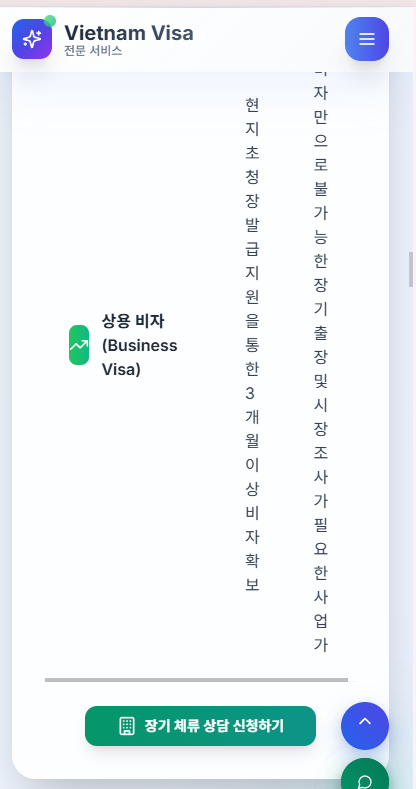 Vietnam Visa
전문 서비스
상용 비자
(Business
Visa)
현
지
초
청
장
발
급
지
원
을
통
한
3
개
월
이
상
비
자
확
보
자
만
으
로
불
가
능
한
장
기
출
장
및
시
장
조
사
가
필
요
한
사
업
가
장기 체류 상담 신청하기